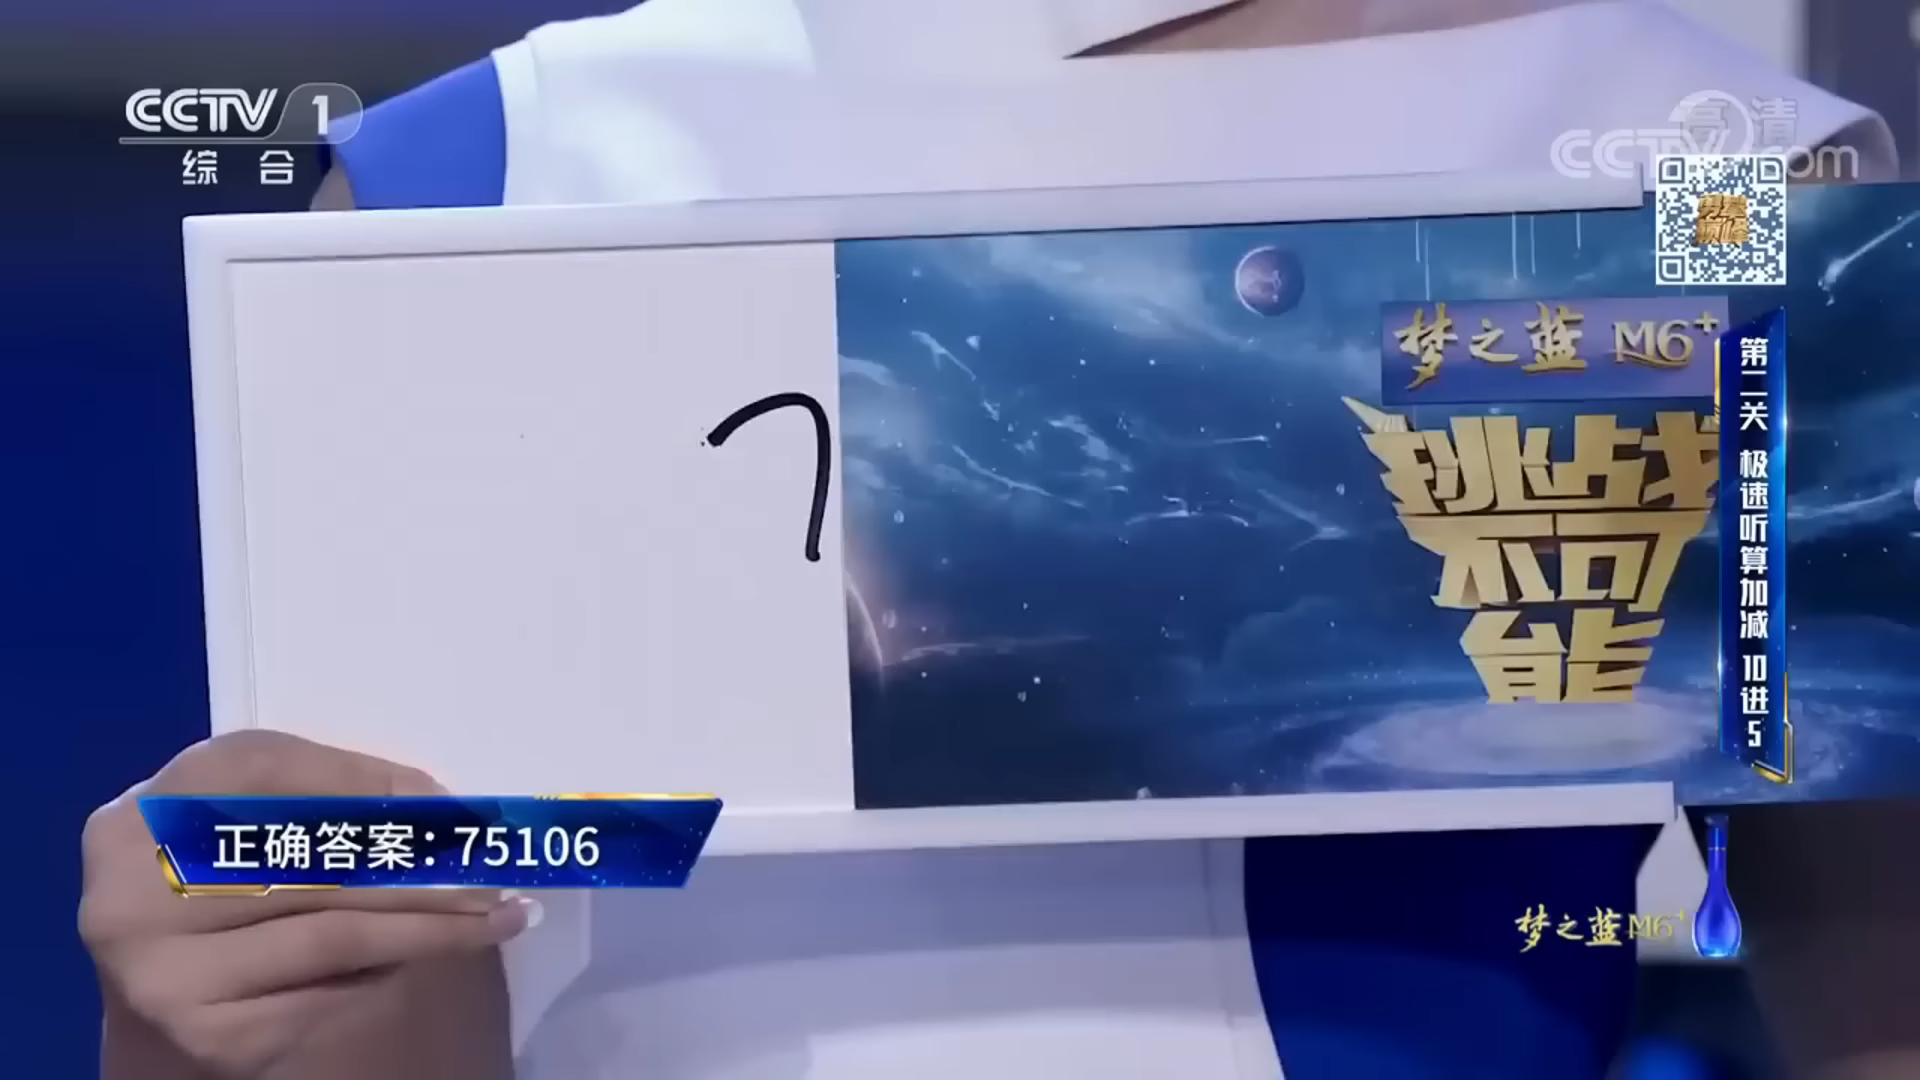 CCTV 1
综合
高清
CCTV.com
梦之蓝 M6+
挑战
不可
能
第二关 极速听算加减 10进5
7
正确答案：75106
梦之蓝M6+